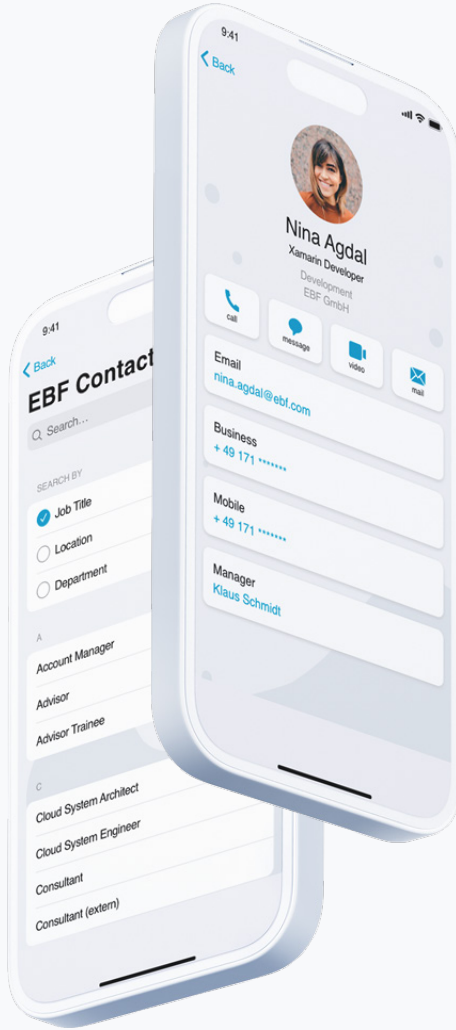 9:41
Back
Nina Agdal
Xamarin Developer
Development
EBF GmbH
call
message
video
mail
Email
nina.agdal@ebf.com
Business
+ 49 171 *******
Mobile
+ 49 171 *******
Manager
Klaus Schmidt
9:41
Back
EBF Contact
Search...
SEARCH BY
Job Title
Location
Department
A
Account Manager
Advisor
Advisor Trainee
C
Cloud System Architect
Cloud System Engineer
Consultant
Consultant (extern)